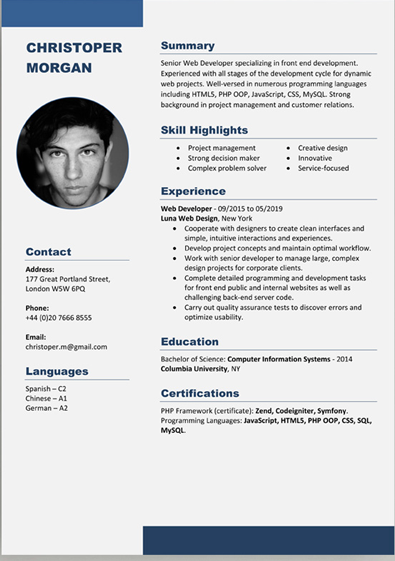 CHRISTOPER
MORGAN
Contact
Address:
177 Great Portland Street,
London W5W 6PQ
Phone:
+44 (0)20 7666 8555
Email:
christoper.m@gmail.com
Languages
Spanish – C2
Chinese – A1
German – A2
Summary
Senior Web Developer specializing in front end development.
Experienced with all stages of the development cycle for dynamic
web projects. Well-versed in numerous programming languages
including HTML5, PHP OOP, JavaScript, CSS, MySQL. Strong
background in project management and customer relations.
Skill Highlights
• Project management
• Strong decision maker
• Complex problem solver
• Creative design
• Innovative
• Service-focused
Experience
Web Developer - 09/2015 to 05/2019
Luna Web Design, New York
• Cooperate with designers to create clean interfaces and
simple, intuitive interactions and experiences.
• Develop project concepts and maintain optimal workflow.
• Work with senior developer to manage large, complex
design projects for corporate clients.
• Complete detailed programming and development tasks
for front end public and internal websites as well as
challenging back-end server code.
• Carry out quality assurance tests to discover errors and
optimize usability.
Education
Bachelor of Science: Computer Information Systems - 2014
Columbia University, NY
Certifications
PHP Framework (certificate): Zend, Codeigniter, Symfony.
Programming Languages: JavaScript, HTML5, PHP OOP, CSS, SQL,
MySQL.